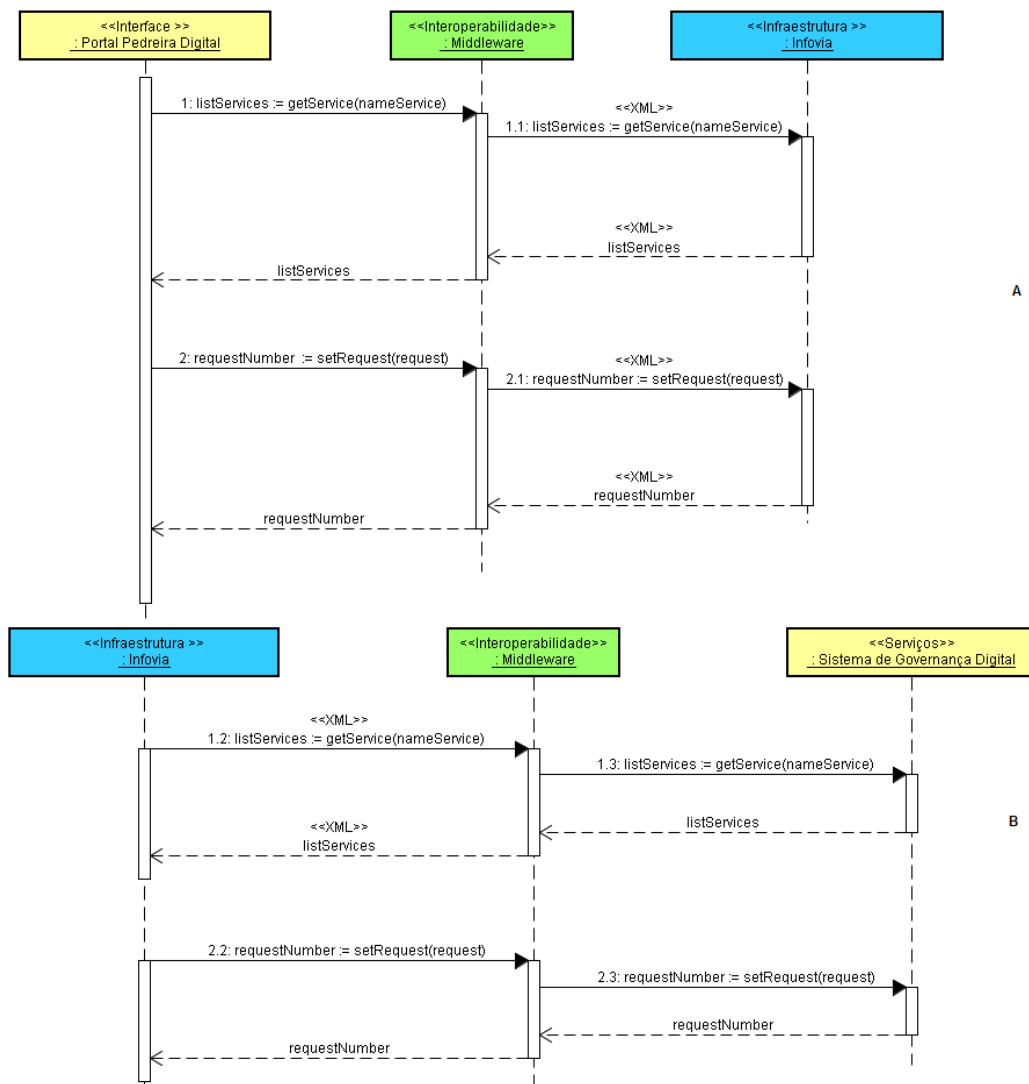 <<Interface >>
: Portal Pedreira Digital
<<Interoperabilidade>>
: Middleware
<<Infraestrutura >>
: Infovia
1: listServices := getService(nameService)
<<XML>>
1.1: listServices := getService(nameService)
<<XML>>
listServices
listServices
A
2: requestNumber := setRequest(request)
<<XML>>
2.1: requestNumber := setRequest(request)
<<XML>>
requestNumber
requestNumber
<<Infraestrutura >>
: Infovia
<<Interoperabilidade>>
: Middleware
<<Serviços>>
: Sistema de Governança Digital
<<XML>>
1.2: listServices := getService(nameService)
1.3: listServices := getService(nameService)
listServices
<<XML>>
listServices
B
2.2: requestNumber := setRequest(request)
2.3: requestNumber := setRequest(request)
requestNumber
requestNumber